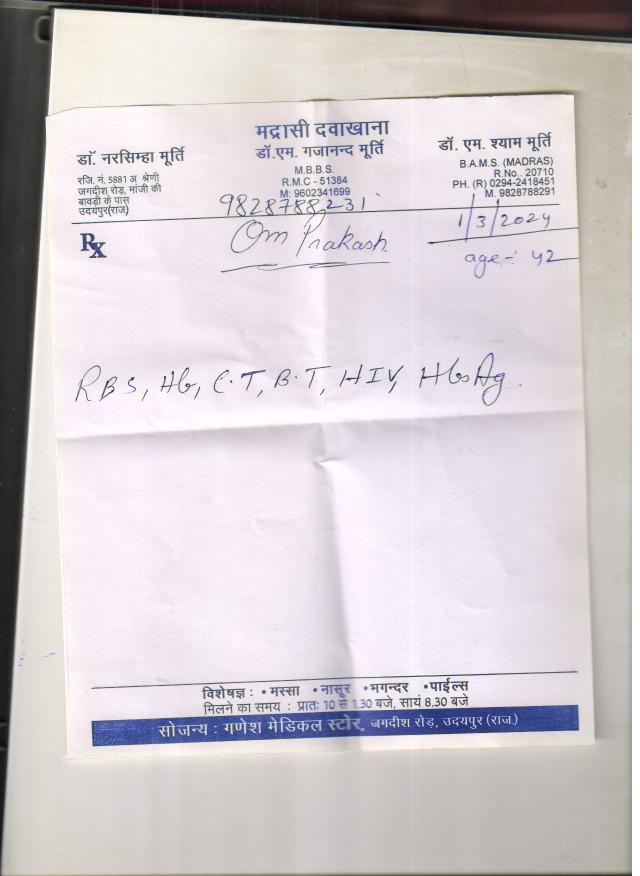 मद्रासी दवाखाना
डॉ. नरसिम्हा मूर्ति
रजि. नं. 5881 अ श्रेणी
जगदीश रोड़, मांजी की
बावड़ी के पास
उदयपुर(राज)
डॉ.एम. गजानन्द मूर्ति
M.B.B.S.
R.M.C - 51384
M: 9602341699
9828788231
डॉ. एम. श्याम मूर्ति
B.A.M.S. (MADRAS)
R.No.. 20710
PH. (R) 0294-2418451
M. 9828788291
Rx
Om Prakash
1/3/2024
age-: 42
RBS, Hb, C.T, B.T, HIV, HbsAg.
विशेषज्ञ : •मस्सा •नासूर •भगन्दर •पाईल्स
मिलने का समय : प्रातः 10 से 1.30 बजे, सायं 8.30 बजे
सोजन्य : गणेश मेडिकल स्टोर, जगदीश रोड़, उदयपुर (राज.)